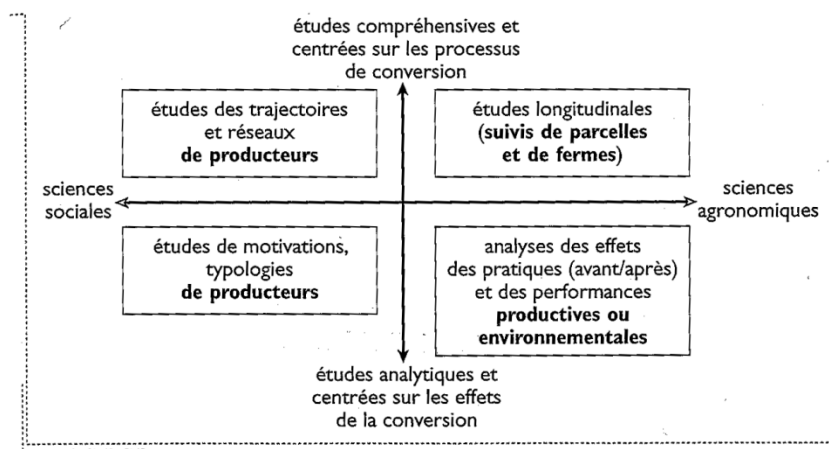 études compréhensives et
centrées sur les processus
de conversion
études des trajectoires
et réseaux
de producteurs
études longitudinales
(suivis de parcelles
et de fermes)
sciences
sociales
sciences
agronomiques
études de motivations,
typologies
de producteurs
analyses des effets
des pratiques (avant/après)
et des performances
productives ou
environnementales
études analytiques et
centrées sur les effets
de la conversion